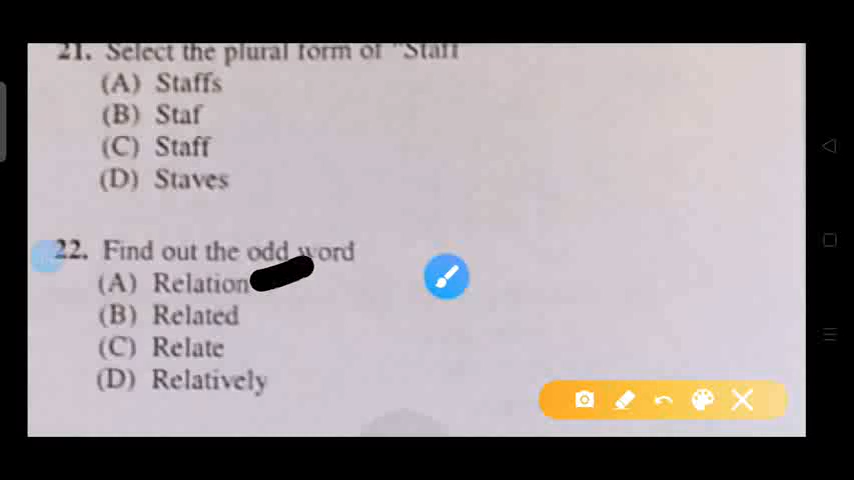 21. Select the plural form of "Staff
(A) Staffs
(B) Staf
(C) Staff
(D) Staves
22. Find out the odd word
(A) Relation
(B) Related
(C) Relate
(D) Relatively